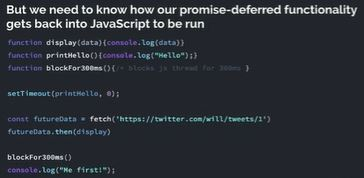 But we need to know how our promise-deferred functionality
gets back into JavaScript to be run
function display(data){console.log(data)}
function printHello(){console.log("Hello");}
function blockFor300ms(){/* blocks js thread for 300ms }
setTimeout(printHello, 0);
const futureData = fetch('https://twitter.com/will/tweets/1')
futureData.then(display)
blockFor300ms()
console.log("Me first!");